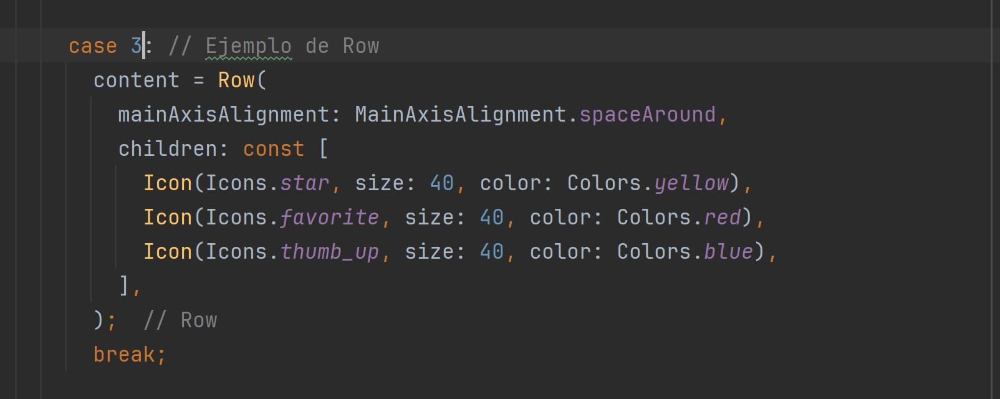 case 3: // Ejemplo de Row
content = Row(
mainAxisAlignment: MainAxisAlignment.spaceAround,
children: const [
Icon(Icons.star, size: 40, color: Colors.yellow),
Icon(Icons.favorite, size: 40, color: Colors.red),
Icon(Icons.thumb_up, size: 40, color: Colors.blue),
],
);  // Row
break;